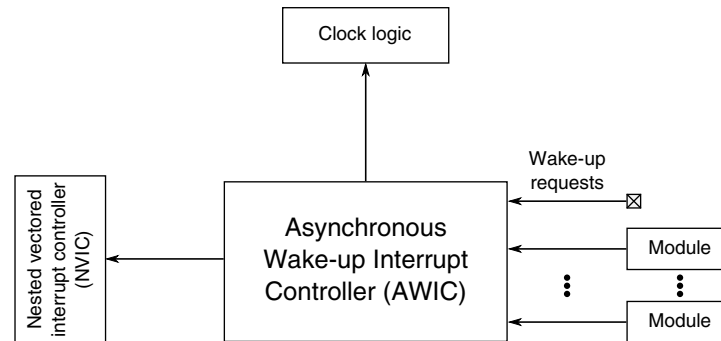 Clock logic
Wake-up
requests
Nested vectored
interrupt controller
(NVIC)
Asynchronous
Wake-up Interrupt
Controller (AWIC)
Module
Module